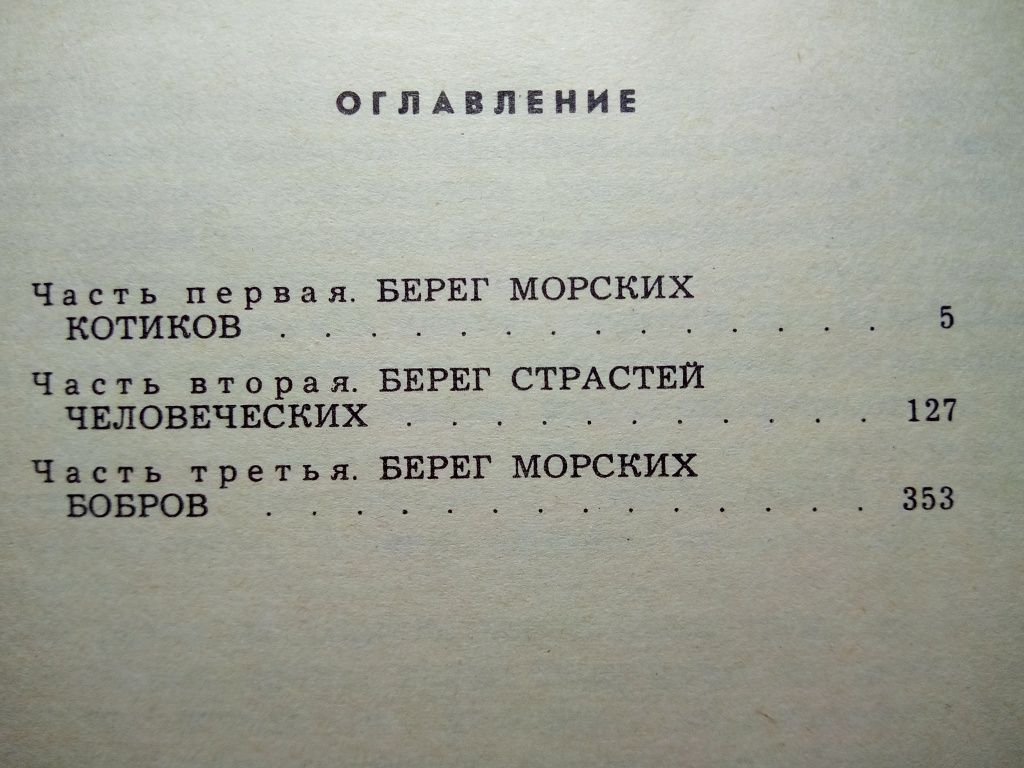 ОГЛАВЛЕНИЕ
Часть первая. БЕРЕГ МОРСКИХ
КОТИКОВ . . . . . . . . . . . . . . 5
Часть вторая. БЕРЕГ СТРАСТЕЙ
ЧЕЛОВЕЧЕСКИХ . . . . . . . . . . . 127
Часть третья. БЕРЕГ МОРСКИХ
БОБРОВ . . . . . . . . . . . . . . 353